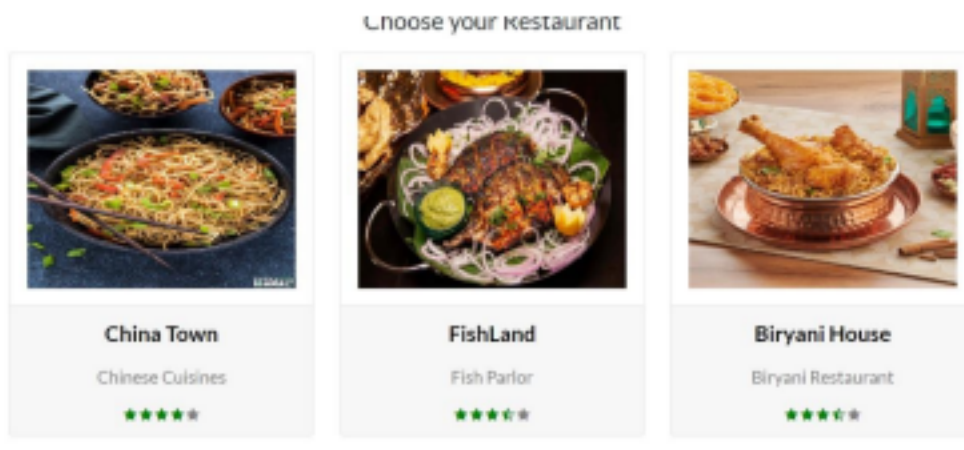 Choose your Restaurant
China Town
Chinese Cuisines
FishLand
Fish Parlor
Biryani House
Biryani Restaurant